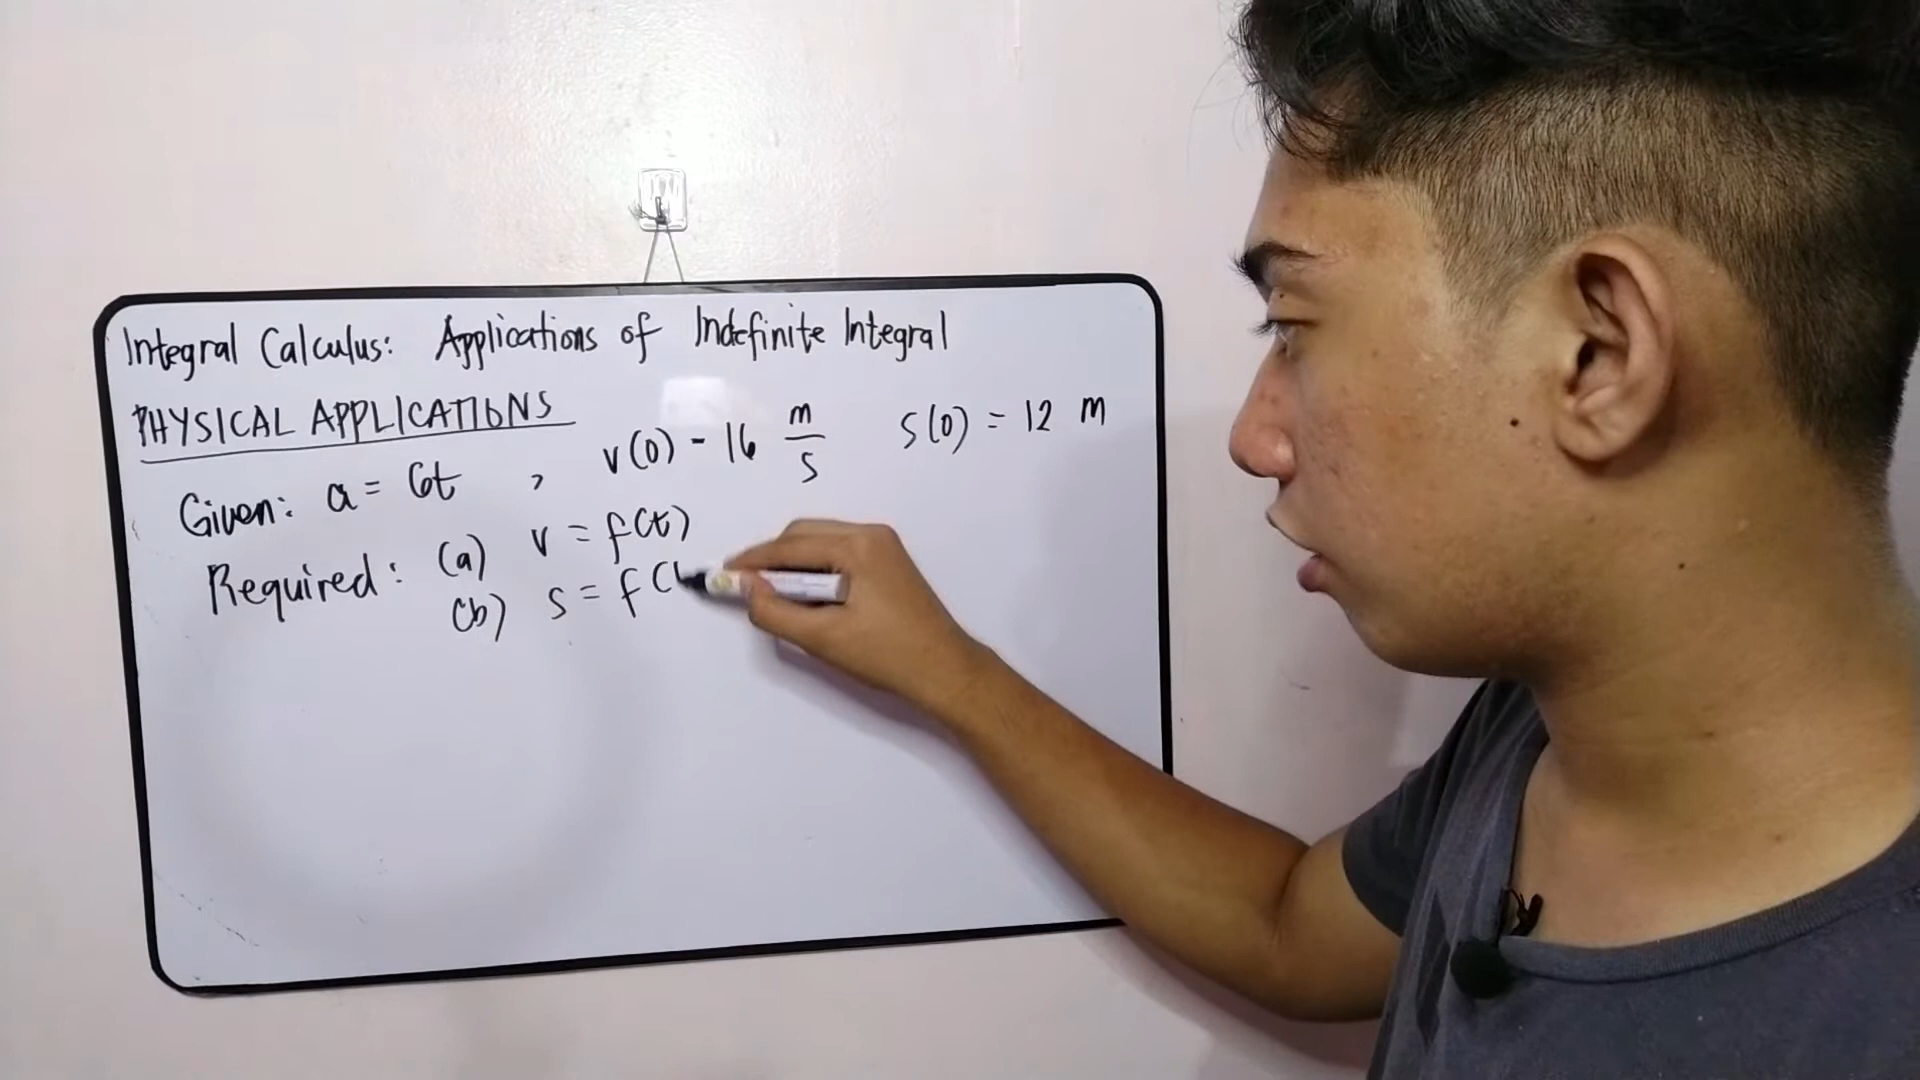 Integral Calculus: Applications of Indefinite Integral
PHYSICAL APPLICATIONS
Given: a = 6t , v(0) - 16 m/s s(0) = 12 m
Required: (a) v = f(t)
(b) s = f(